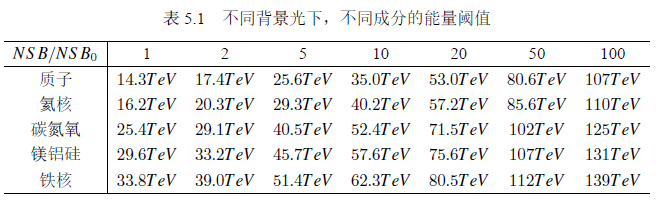 表 5.1 不同背景光下，不同成分的能量阈值
NSB/NSB₀ 1 2 5 10 20 50 100
质子 14.3TeV 17.4TeV 25.6TeV 35.0TeV 53.0TeV 80.6TeV 107TeV
氦核 16.2TeV 20.3TeV 29.3TeV 40.2TeV 57.2TeV 85.6TeV 110TeV
碳氮氧 25.4TeV 29.1TeV 40.5TeV 52.4TeV 71.5TeV 102TeV 125TeV
镁铝硅 29.6TeV 33.2TeV 45.7TeV 57.6TeV 75.6TeV 107TeV 131TeV
铁核 33.8TeV 39.0TeV 51.4TeV 62.3TeV 80.5TeV 112TeV 139TeV